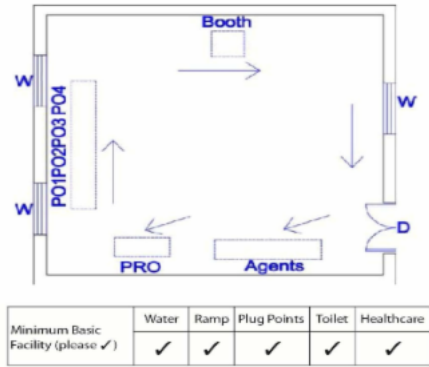 Booth
W
W
PO1PO2PO3 PO4
W
D
PRO
Agents
Minimum Basic
Facility (please ✓)
Water Ramp Plug Points Toilet Healthcare
✓ ✓ ✓ ✓ ✓